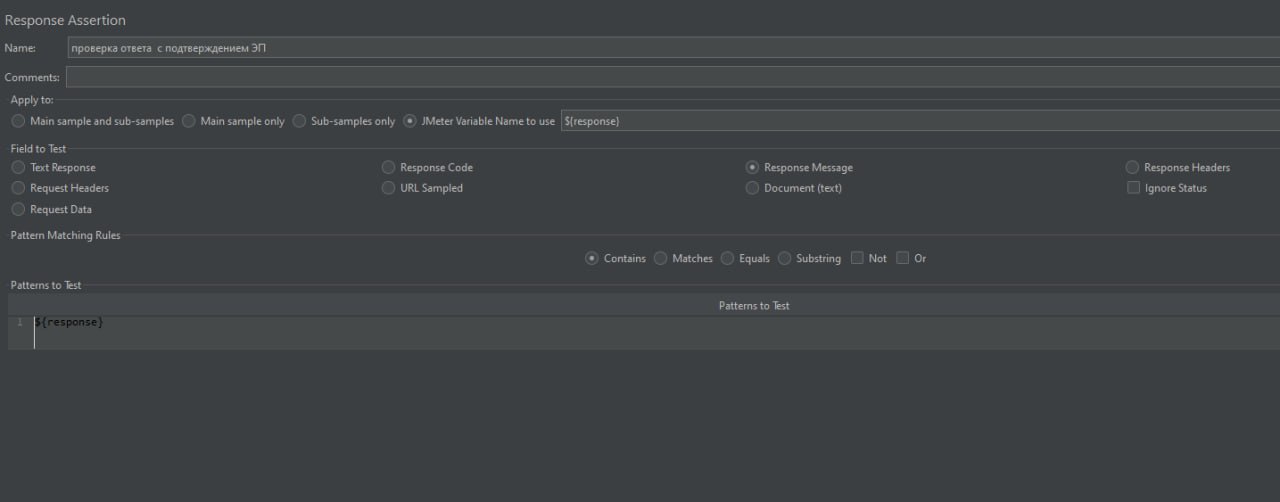 Response Assertion
Name: проверка ответа  с подтверждением ЭП
Comments:
Apply to:
Main sample and sub-samples Main sample only Sub-samples only JMeter Variable Name to use ${response}
Field to Test
Text Response Response Code Response Message Response Headers
Request Headers URL Sampled Document (text) Ignore Status
Request Data
Pattern Matching Rules
Contains Matches Equals Substring Not Or
Patterns to Test
Patterns to Test
1 ${response}